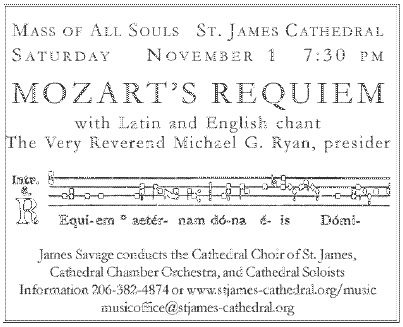 MASS OF ALL SOULS ST. JAMES CATHEDRAL
SATURDAY NOVEMBER 1 7:30 PM
MOZART'S REQUIEM
with Latin and English chant
The Very Reverend Michael G. Ryan, presider
Intr.
6.
R Equi-em * aetér- nam dó-na é- is Dómi-
James Savage conducts the Cathedral Choir of St. James,
Cathedral Chamber Orchestra, and Cathedral Soloists
Information 206-382-4874 or www.stjames-cathedral.org/music
musicoffice@stjames-cathedral.org